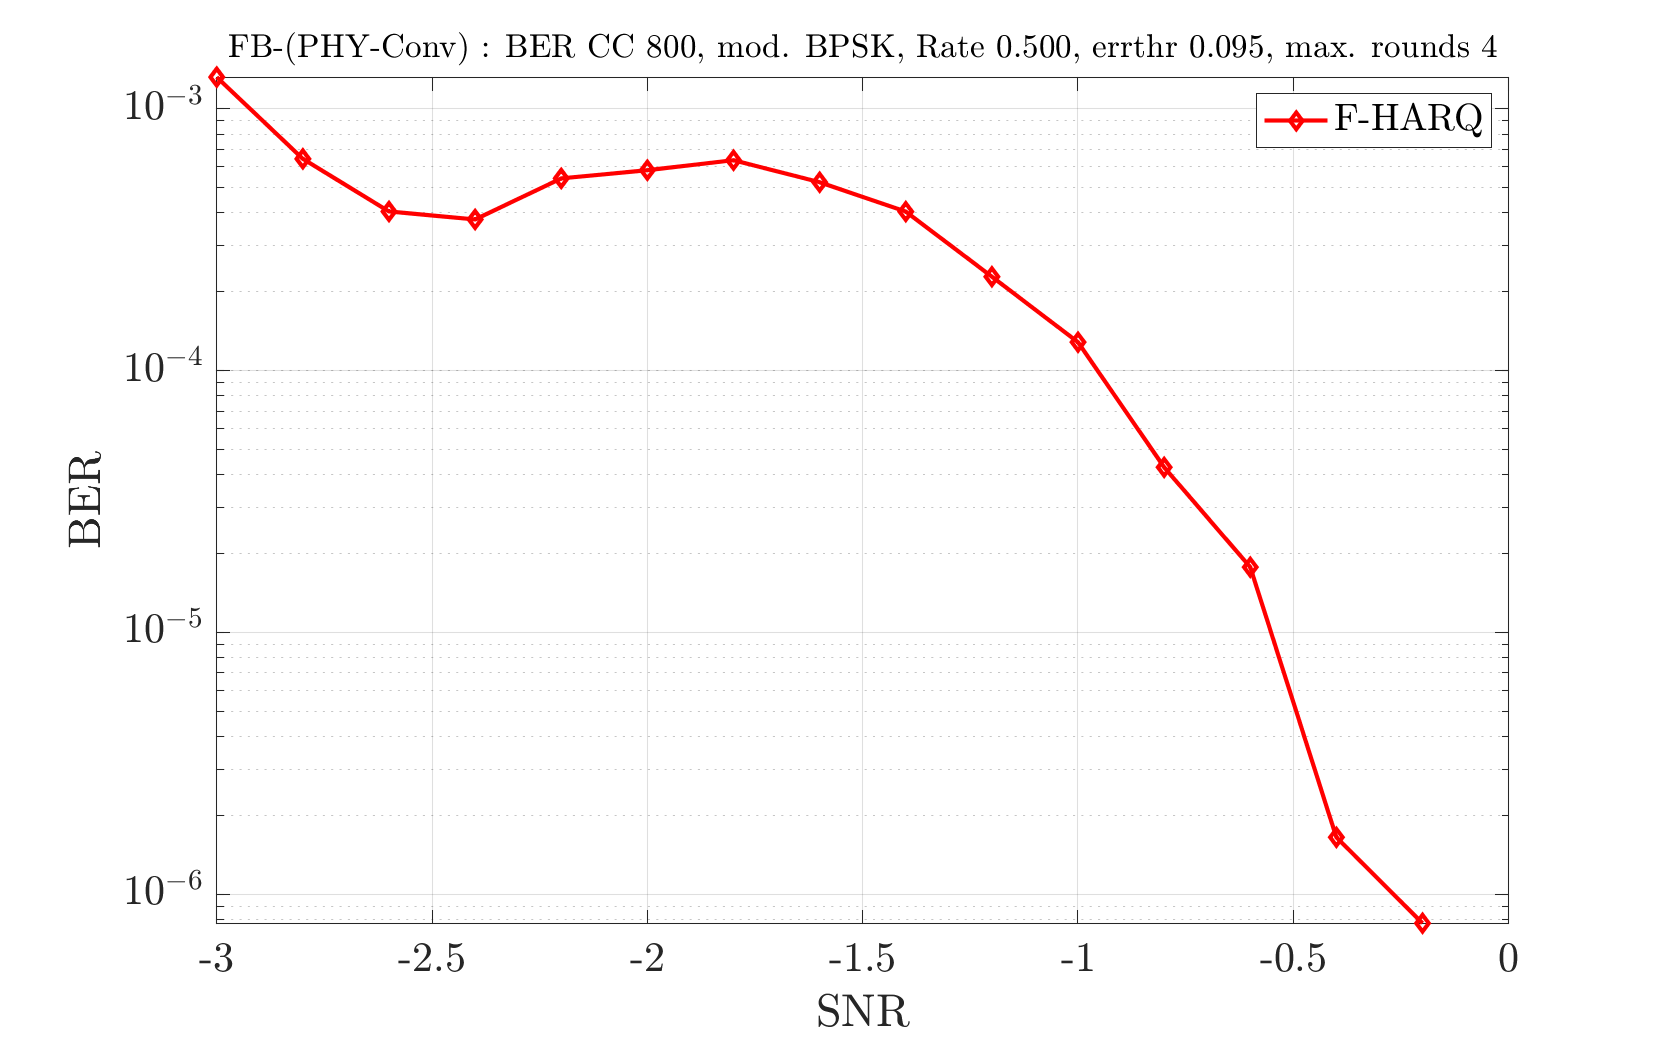 FB-(PHY-Conv) : BER CC 800, mod. BPSK, Rate 0.500, errthr 0.095, max. rounds 4
F-HARQ
10⁻³
10⁻⁴
10⁻⁵
10⁻⁶
BER
-3 -2.5 -2 -1.5 -1 -0.5 0
SNR